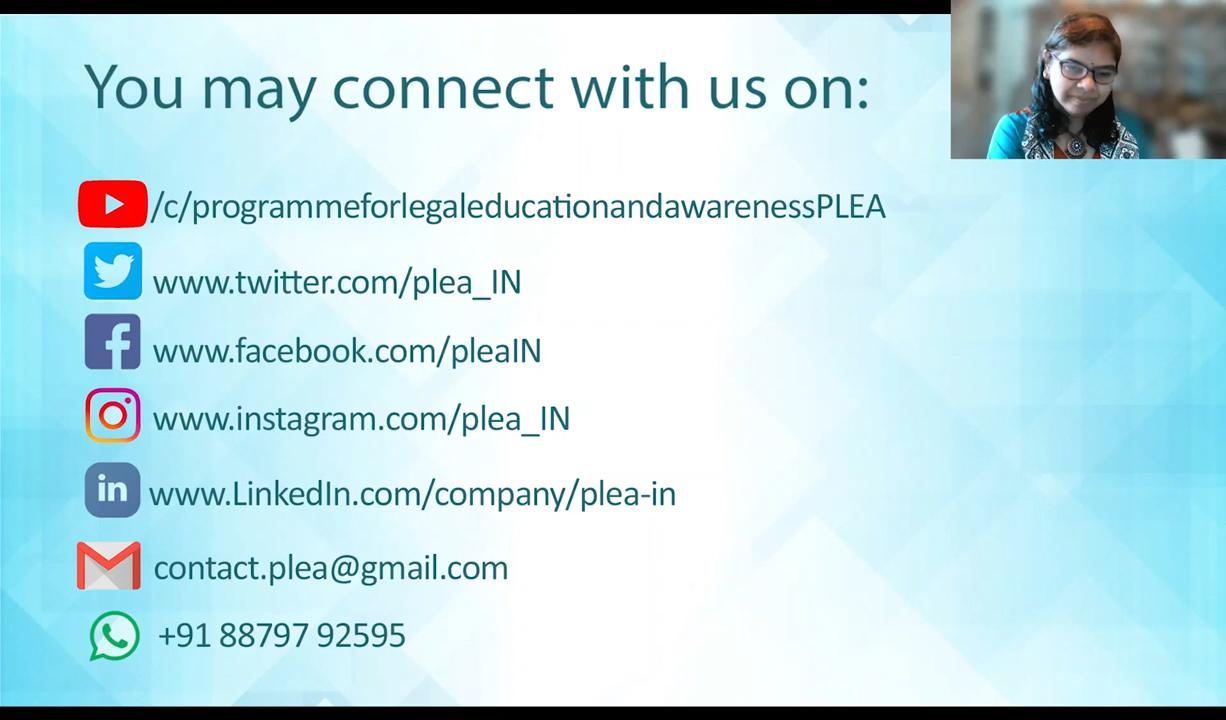 You may connect with us on:
/c/programmeforlegaleducationandawarenessPLEA
www.twitter.com/plea_IN
www.facebook.com/pleaIN
www.instagram.com/plea_IN
in www.LinkedIn.com/company/plea-in
contact.plea@gmail.com
+91 88797 92595